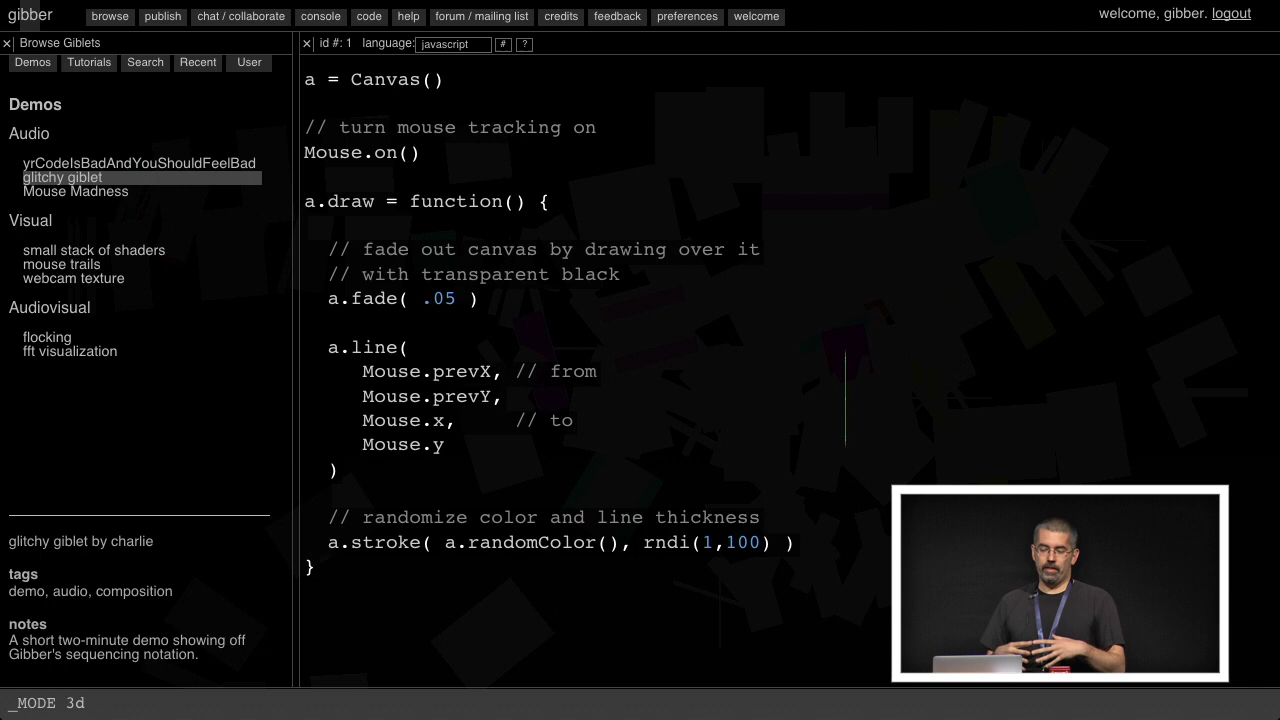 gibber
browse publish chat / collaborate console code help forum / mailing list credits feedback preferences welcome
welcome, gibber. logout
× Browse Giblets
× id #: 1 language: javascript # ?
Demos Tutorials Search Recent User
Demos
Audio
yrCodeIsBadAndYouShouldFeelBad
glitchy giblet
Mouse Madness
Visual
small stack of shaders
mouse trails
webcam texture
Audiovisual
flocking
fft visualization
glitchy giblet by charlie
tags
demo, audio, composition
notes
A short two-minute demo showing off
Gibber's sequencing notation.
a = Canvas()
// turn mouse tracking on
Mouse.on()
a.draw = function() {
// fade out canvas by drawing over it
// with transparent black
a.fade( .05 )
a.line(
Mouse.prevX, // from
Mouse.prevY,
Mouse.x, // to
Mouse.y
)
// randomize color and line thickness
a.stroke( a.randomColor(), rndi(1,100) )
}
_MODE 3d